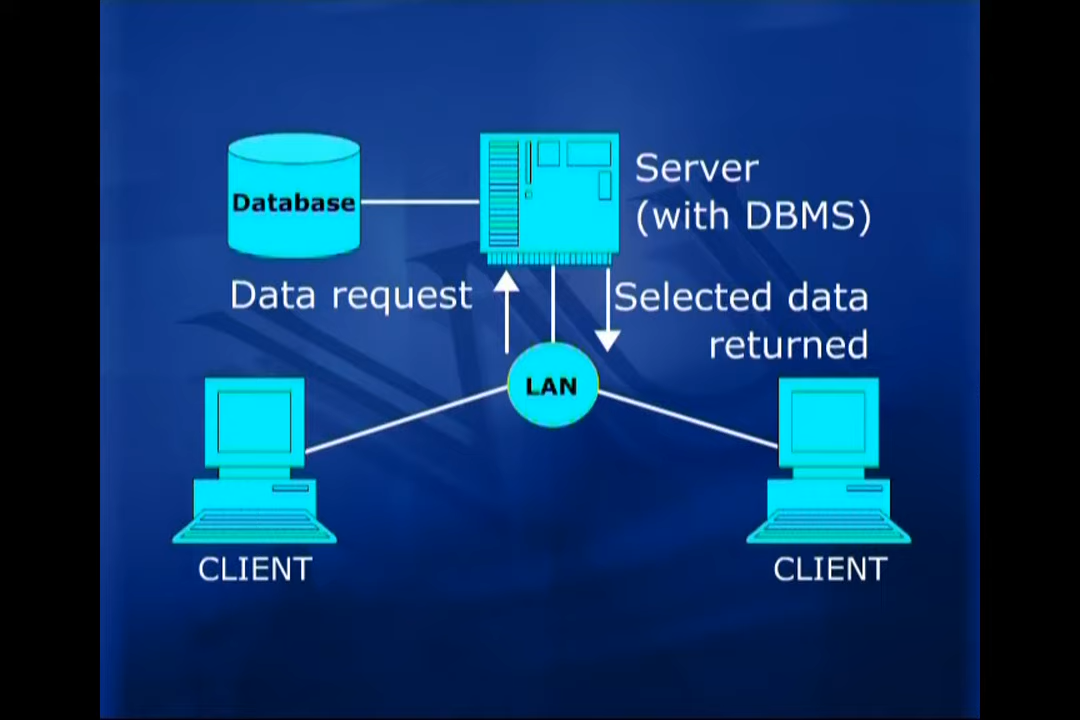 Database
Server
(with DBMS)
Data request
Selected data
returned
LAN
CLIENT
CLIENT